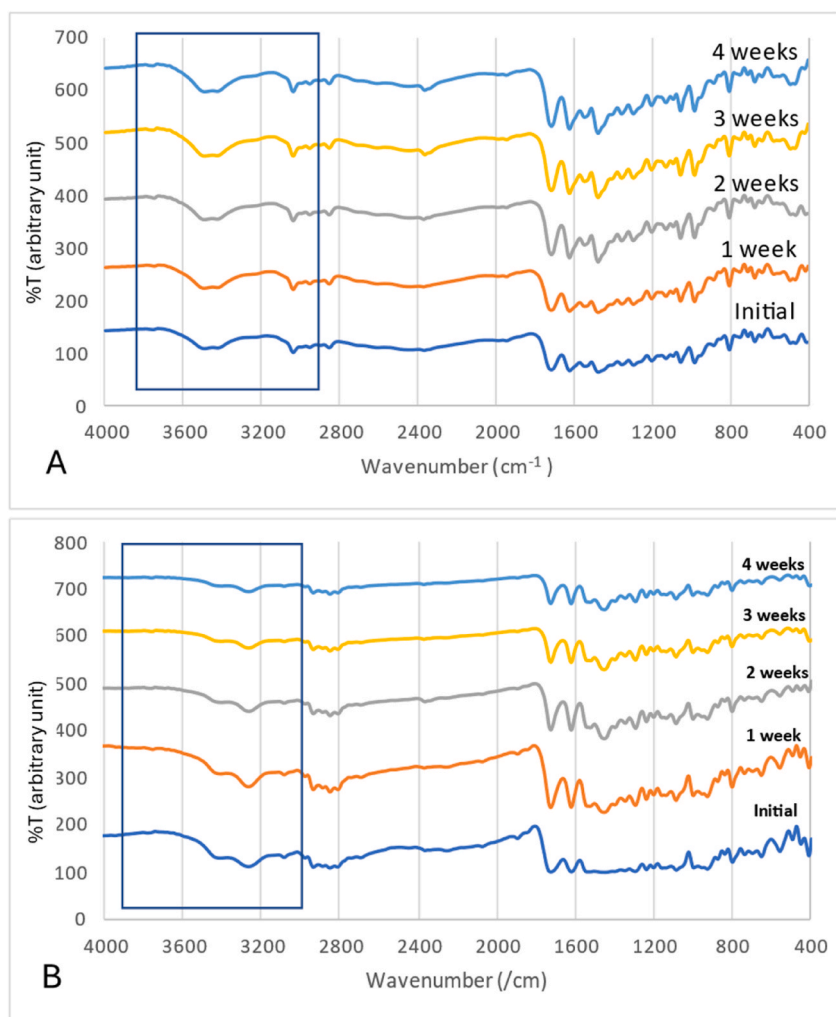 700
600
500
400
300
200
100
0
%T (arbitrary unit)
4 weeks
3 weeks
2 weeks
1 week
Initial
4000 3600 3200 2800 2400 2000 1600 1200 800 400
A
Wavenumber (cm-1 )
800
700
600
500
400
300
200
100
0
%T (arbitrary unit)
4 weeks
3 weeks
2 weeks
1 week
Initial
4000 3600 3200 2800 2400 2000 1600 1200 800 400
B
Wavenumber (/cm)